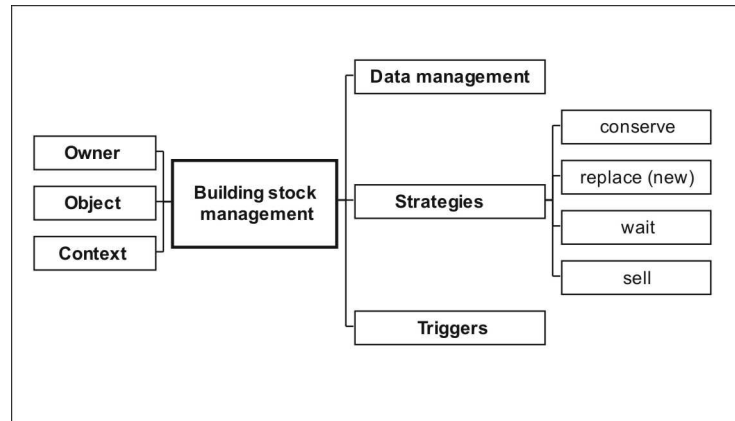 Owner
Object
Context
Building stock
management
Data management
Strategies
Triggers
conserve
replace (new)
wait
sell